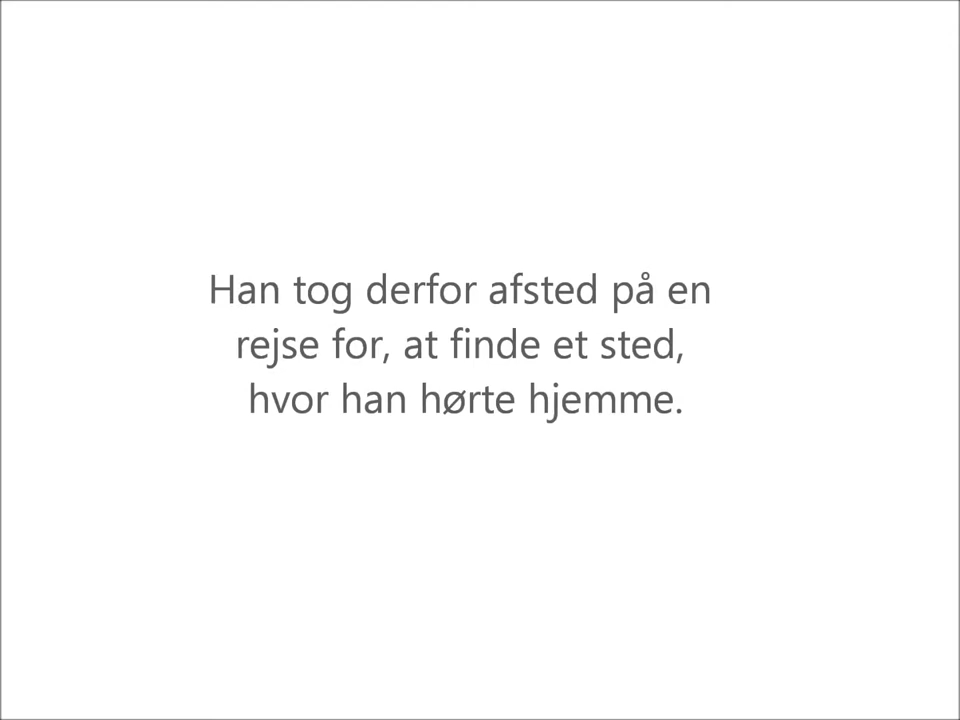 Han tog derfor afsted på en
rejse for, at finde et sted,
hvor han hørte hjemme.